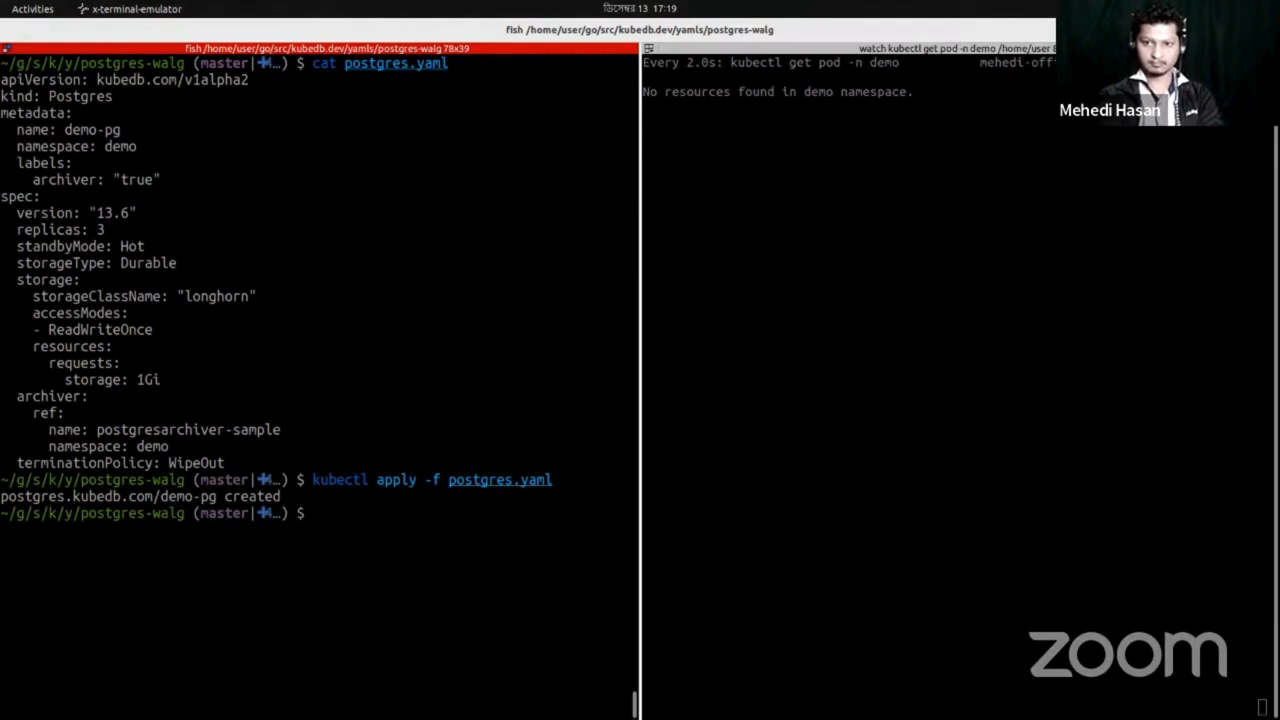 Activities
x-terminal-emulator
ডিসেম্বর 13 17:19
fish /home/user/go/src/kubedb.dev/yamls/postgres-walg
fish /home/user/go/src/kubedb.dev/yamls/postgres-walg 78x39
~/g/s/k/y/postgres-walg (master|✚4…) $ cat postgres.yaml
apiVersion: kubedb.com/v1alpha2
kind: Postgres
metadata:
  name: demo-pg
  namespace: demo
  labels:
    archiver: "true"
spec:
  version: "13.6"
  replicas: 3
  standbyMode: Hot
  storageType: Durable
  storage:
    storageClassName: "longhorn"
    accessModes:
    - ReadWriteOnce
    resources:
      requests:
        storage: 1Gi
  archiver:
    ref:
      name: postgresarchiver-sample
      namespace: demo
  terminationPolicy: WipeOut
~/g/s/k/y/postgres-walg (master|✚4…) $ kubectl apply -f postgres.yaml
postgres.kubedb.com/demo-pg created
~/g/s/k/y/postgres-walg (master|✚4…) $
watch kubectl get pod -n demo /home/user 8
Every 2.0s: kubectl get pod -n demo mehedi-offi
No resources found in demo namespace.
Mehedi Hasan
zoom